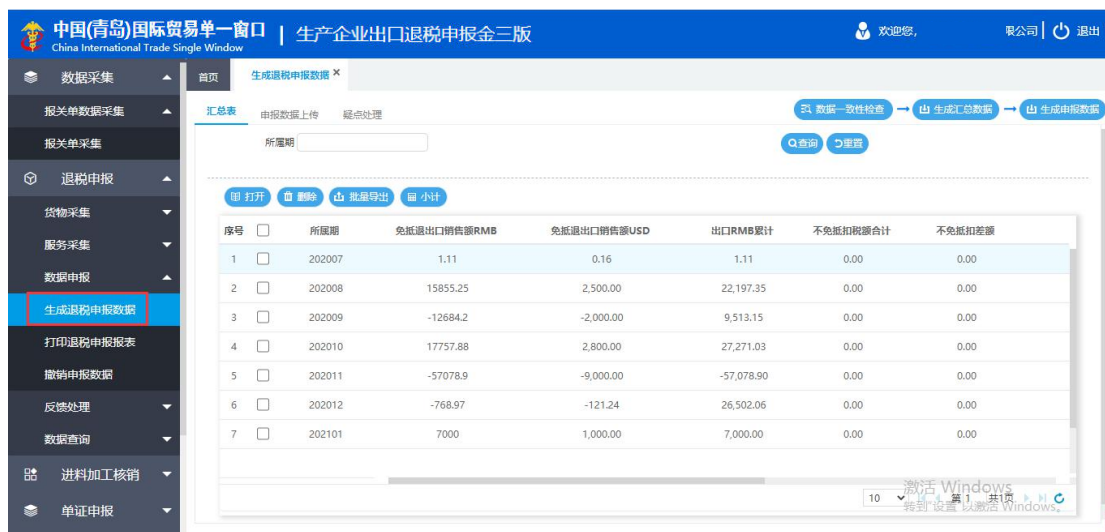 中国(青岛)国际贸易单一窗口 | 生产企业出口退税申报金三版
China International Trade Single Window
欢迎您,
限公司 | 退出
数据采集
报关单数据采集
报关单采集
退税申报
货物采集
服务采集
数据申报
生成退税申报数据
打印退税申报报表
撤销申报数据
反馈处理
数据查询
进料加工核销
单证申报
首页 生成退税申报数据 ×
汇总表 申报数据上传 疑点处理
数据一致性检查 → 生成汇总数据 → 生成申报数据
所属期 查询 重置
打开 删除 批量导出 小计
序号 所属期 免抵退出口销售额RMB 免抵退出口销售额USD 出口RMB累计 不免抵扣税额合计 不免抵扣差额
1 202007 1.11 0.16 1.11 0.00 0.00
2 202008 15855.25 2,500.00 22,197.35 0.00 0.00
3 202009 -12684.2 -2,000.00 9,513.15 0.00 0.00
4 202010 17757.88 2,800.00 27,271.03 0.00 0.00
5 202011 -57078.9 -9,000.00 -57,078.90 0.00 0.00
6 202012 -768.97 -121.24 26,502.06 0.00 0.00
7 202101 7000 1,000.00 7,000.00 0.00 0.00
激活 Windows
10 第 1 共1页
转到"设置"以激活 Windows。